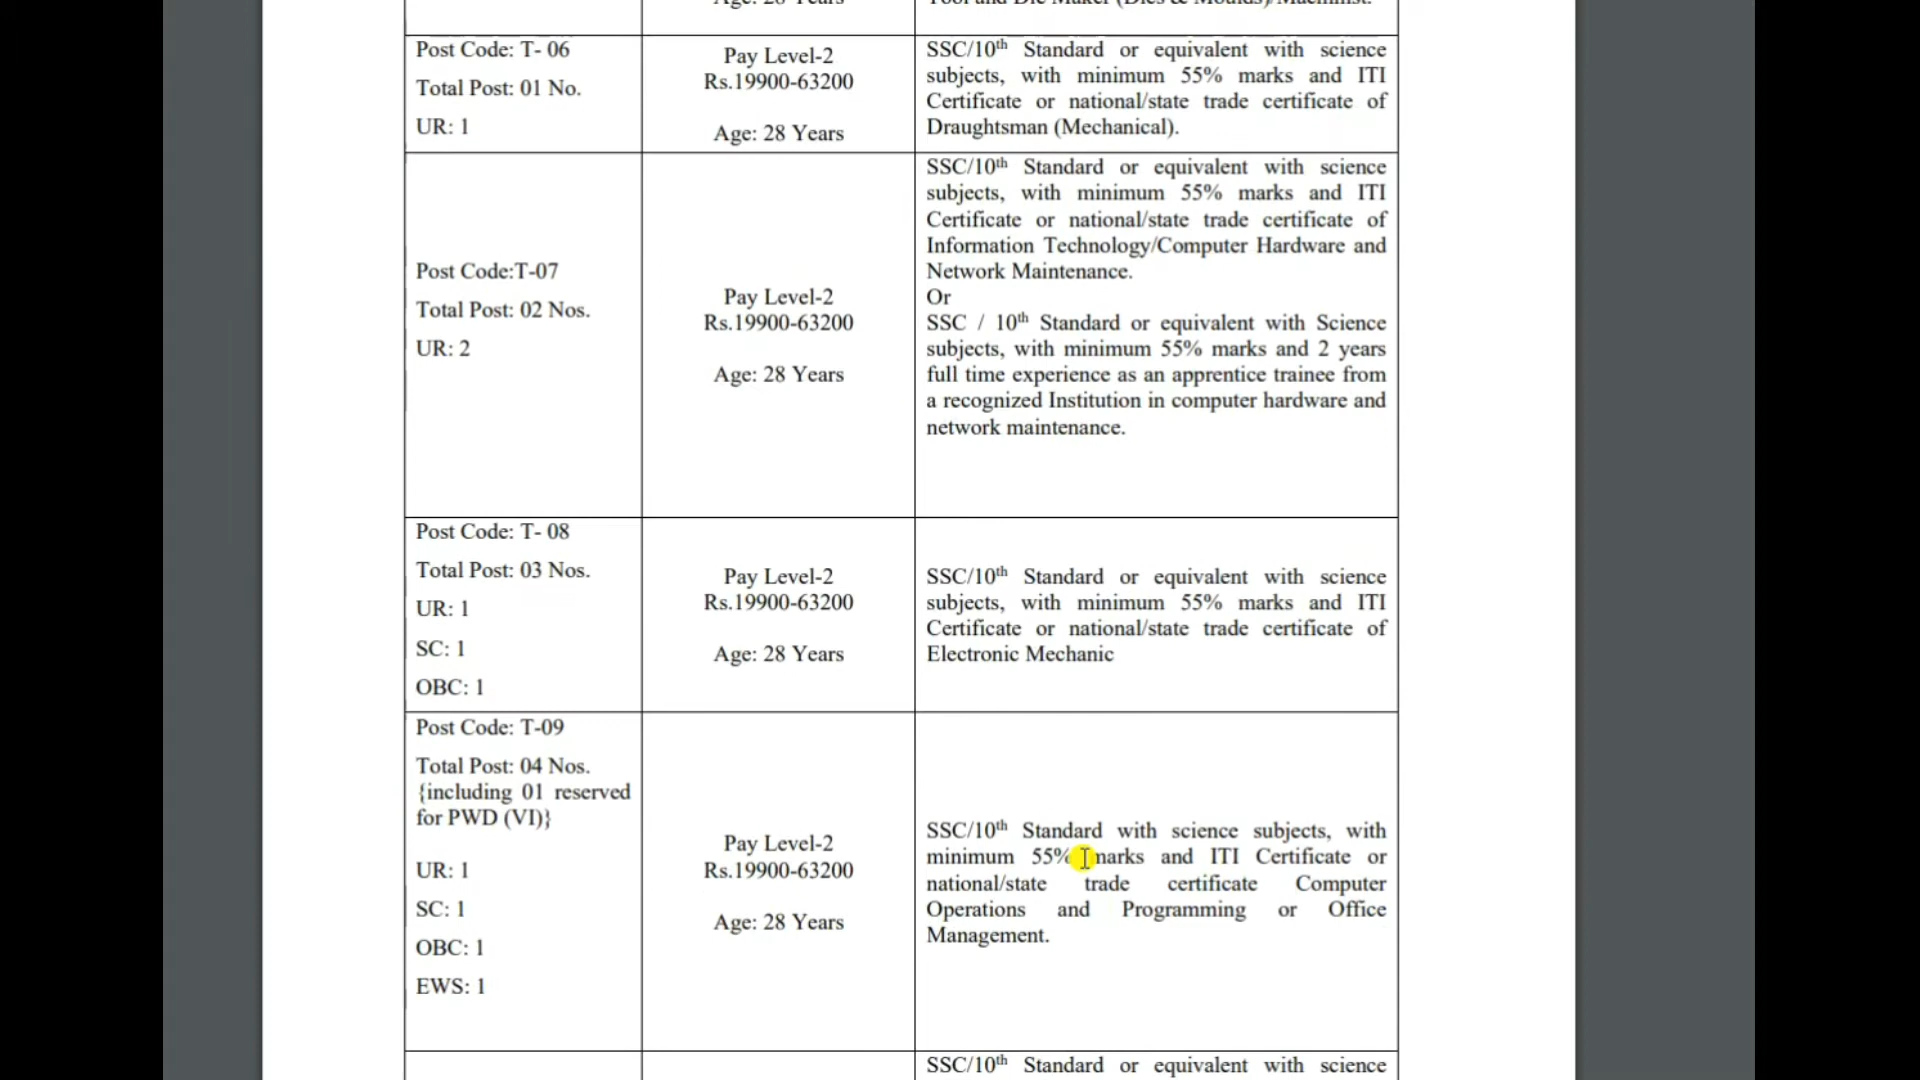 Age: 28 Years
Tool and Die Maker (Dies & Moulds)/Machinist.
Post Code: T- 06
Total Post: 01 No.
UR: 1
Pay Level-2
Rs.19900-63200
Age: 28 Years
SSC/10th Standard or equivalent with science
subjects, with minimum 55% marks and ITI
Certificate or national/state trade certificate of
Draughtsman (Mechanical).
Post Code:T-07
Total Post: 02 Nos.
UR: 2
Pay Level-2
Rs.19900-63200
Age: 28 Years
SSC/10th Standard or equivalent with science
subjects, with minimum 55% marks and ITI
Certificate or national/state trade certificate of
Information Technology/Computer Hardware and
Network Maintenance.
Or
SSC / 10th Standard or equivalent with Science
subjects, with minimum 55% marks and 2 years
full time experience as an apprentice trainee from
a recognized Institution in computer hardware and
network maintenance.
Post Code: T- 08
Total Post: 03 Nos.
UR: 1
SC: 1
OBC: 1
Pay Level-2
Rs.19900-63200
Age: 28 Years
SSC/10th Standard or equivalent with science
subjects, with minimum 55% marks and ITI
Certificate or national/state trade certificate of
Electronic Mechanic
Post Code: T-09
Total Post: 04 Nos.
{including 01 reserved
for PWD (VI)}
UR: 1
SC: 1
OBC: 1
EWS: 1
Pay Level-2
Rs.19900-63200
Age: 28 Years
SSC/10th Standard with science subjects, with
minimum 55% marks and ITI Certificate or
national/state trade certificate Computer
Operations and Programming or Office
Management.
SSC/10th Standard or equivalent with science